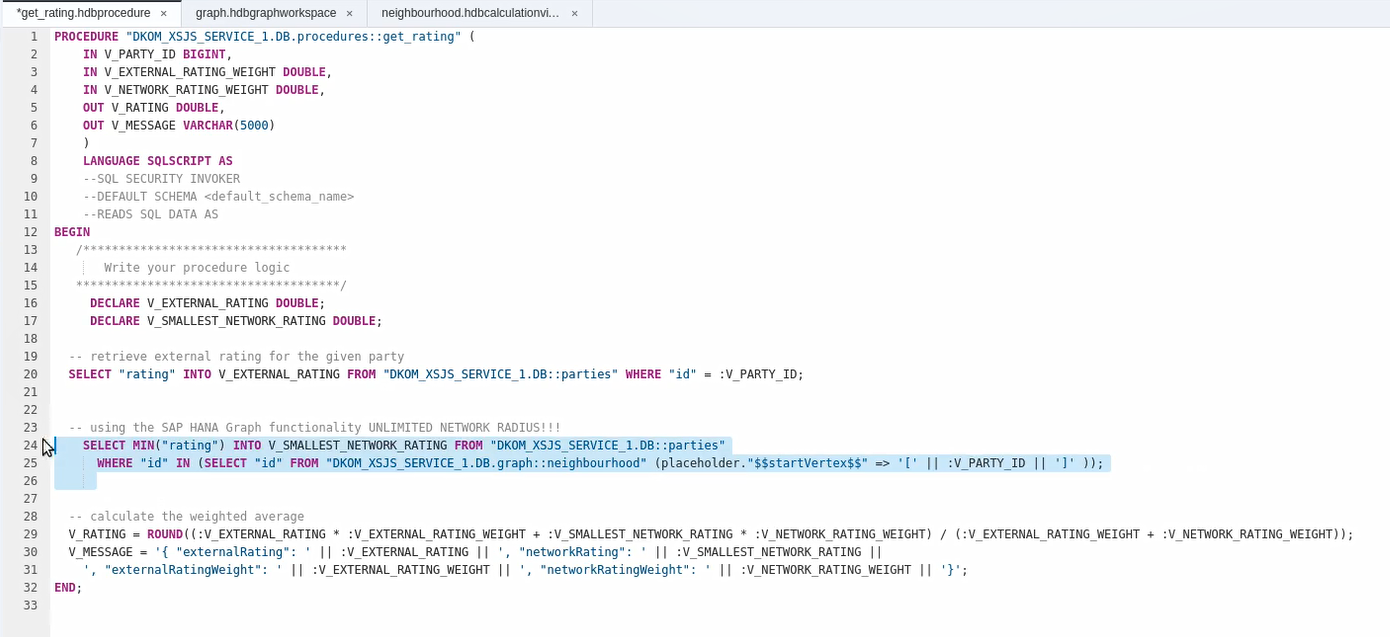 *get_rating.hdbprocedure × graph.hdbgraphworkspace × neighbourhood.hdbcalculationvi... ×
1 PROCEDURE "DKOM_XSJS_SERVICE_1.DB.procedures::get_rating" (
2 IN V_PARTY_ID BIGINT,
3 IN V_EXTERNAL_RATING_WEIGHT DOUBLE,
4 IN V_NETWORK_RATING_WEIGHT DOUBLE,
5 OUT V_RATING DOUBLE,
6 OUT V_MESSAGE VARCHAR(5000)
7 )
8 LANGUAGE SQLSCRIPT AS
9 --SQL SECURITY INVOKER
10 --DEFAULT SCHEMA <default_schema_name>
11 --READS SQL DATA AS
12 BEGIN
13 /*************************************
14 Write your procedure logic
15 *************************************/
16 DECLARE V_EXTERNAL_RATING DOUBLE;
17 DECLARE V_SMALLEST_NETWORK_RATING DOUBLE;
18
19 -- retrieve external rating for the given party
20 SELECT "rating" INTO V_EXTERNAL_RATING FROM "DKOM_XSJS_SERVICE_1.DB::parties" WHERE "id" = :V_PARTY_ID;
21
22
23 -- using the SAP HANA Graph functionality UNLIMITED NETWORK RADIUS!!!
24 SELECT MIN("rating") INTO V_SMALLEST_NETWORK_RATING FROM "DKOM_XSJS_SERVICE_1.DB::parties"
25 WHERE "id" IN (SELECT "id" FROM "DKOM_XSJS_SERVICE_1.DB.graph::neighbourhood" (placeholder."$$startVertex$$" => '[' || :V_PARTY_ID || ']' ));
26
27
28 -- calculate the weighted average
29 V_RATING = ROUND((:V_EXTERNAL_RATING * :V_EXTERNAL_RATING_WEIGHT + :V_SMALLEST_NETWORK_RATING * :V_NETWORK_RATING_WEIGHT) / (:V_EXTERNAL_RATING_WEIGHT + :V_NETWORK_RATING_WEIGHT));
30 V_MESSAGE = '{ "externalRating": ' || :V_EXTERNAL_RATING || ', "networkRating": ' || :V_SMALLEST_NETWORK_RATING ||
31 ', "externalRatingWeight": ' || :V_EXTERNAL_RATING_WEIGHT || ', "networkRatingWeight": ' || :V_NETWORK_RATING_WEIGHT || '}';
32 END;
33